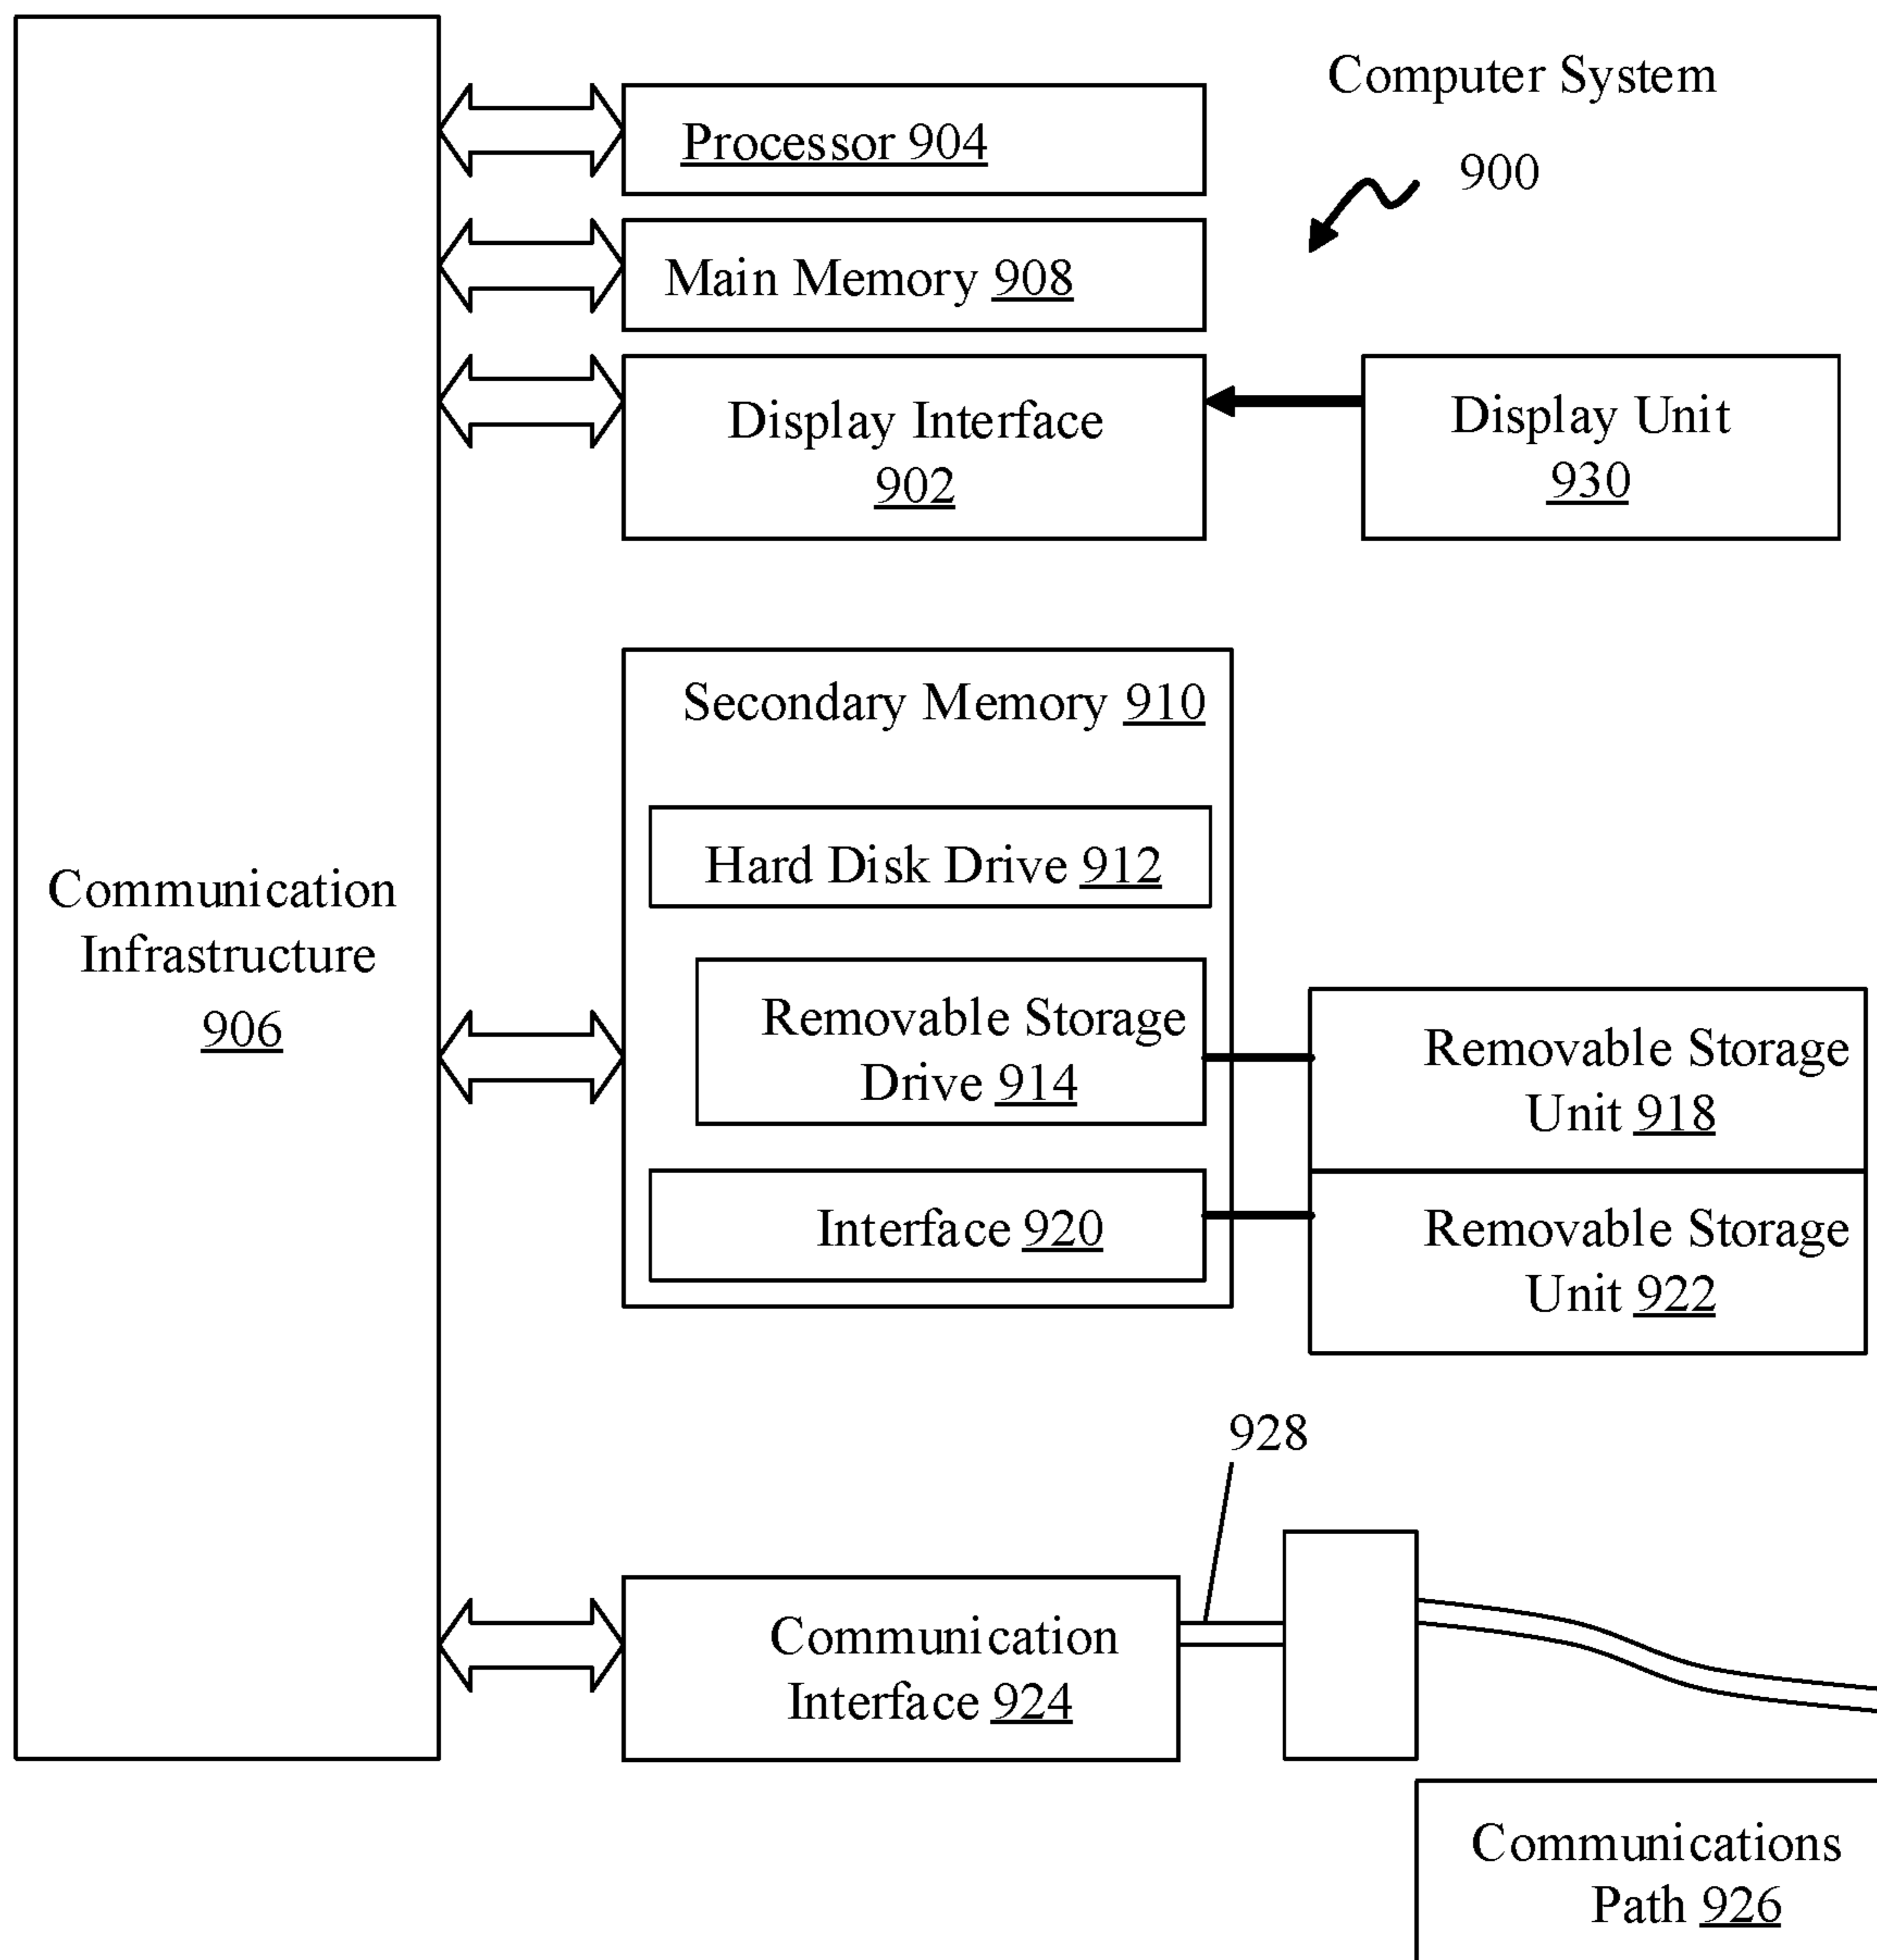 Computer System
900
Processor 904
Main Memory 908
Display Interface
902
Display Unit
930
Secondary Memory 910
Hard Disk Drive 912
Communication
Infrastructure
906
Removable Storage
Drive 914
Removable Storage
Unit 918
Interface 920
Removable Storage
Unit 922
928
Communication
Interface 924
Communications
Path 926